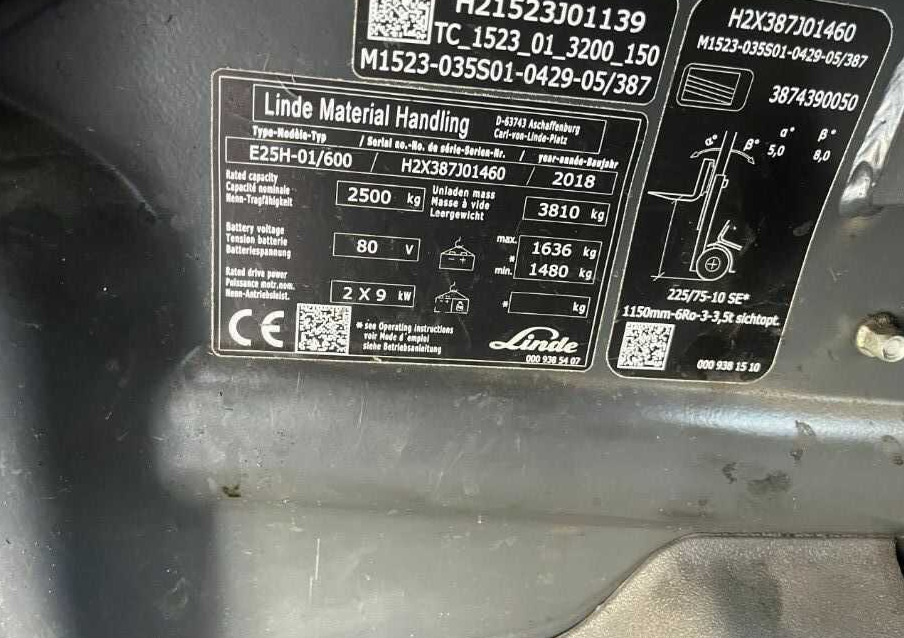 H21523J01139
TC_1523_01_3200_150
M1523-035S01-0429-05/387
Linde Material Handling
D-63743 Aschaffenburg
Carl-von-Linde-Platz
Type-Modèle-Typ / Serial no.-No. de série-Serien-Nr. / year-année-Baujahr
E25H-01/600 / H2X387J01460 / 2018
Rated capacity
Capacité nominale
Nenn-Tragfähigkeit
2500 kg
Unladen mass
Masse à vide
Leergewicht
3810 kg
Battery voltage
Tension batterie
Batteriespannung
80 V
- +
max. 1636 kg
*
min. 1480 kg
Rated drive power
Puissance motr.nom.
Nenn-Antriebsleist.
2 X 9 kW
* kg
CE
* see Operating instructions
voir Mode d'emploi
siehe Betriebsanleitung
Linde
000 938 54 07
H2X387J01460
M1523-035S01-0429-05/387
3874390050
α° β°
α° β° 5,0 8,0
225/75-10 SE*
1150mm-6Ro-3-3,5t sichtopt.
000 938 15 10